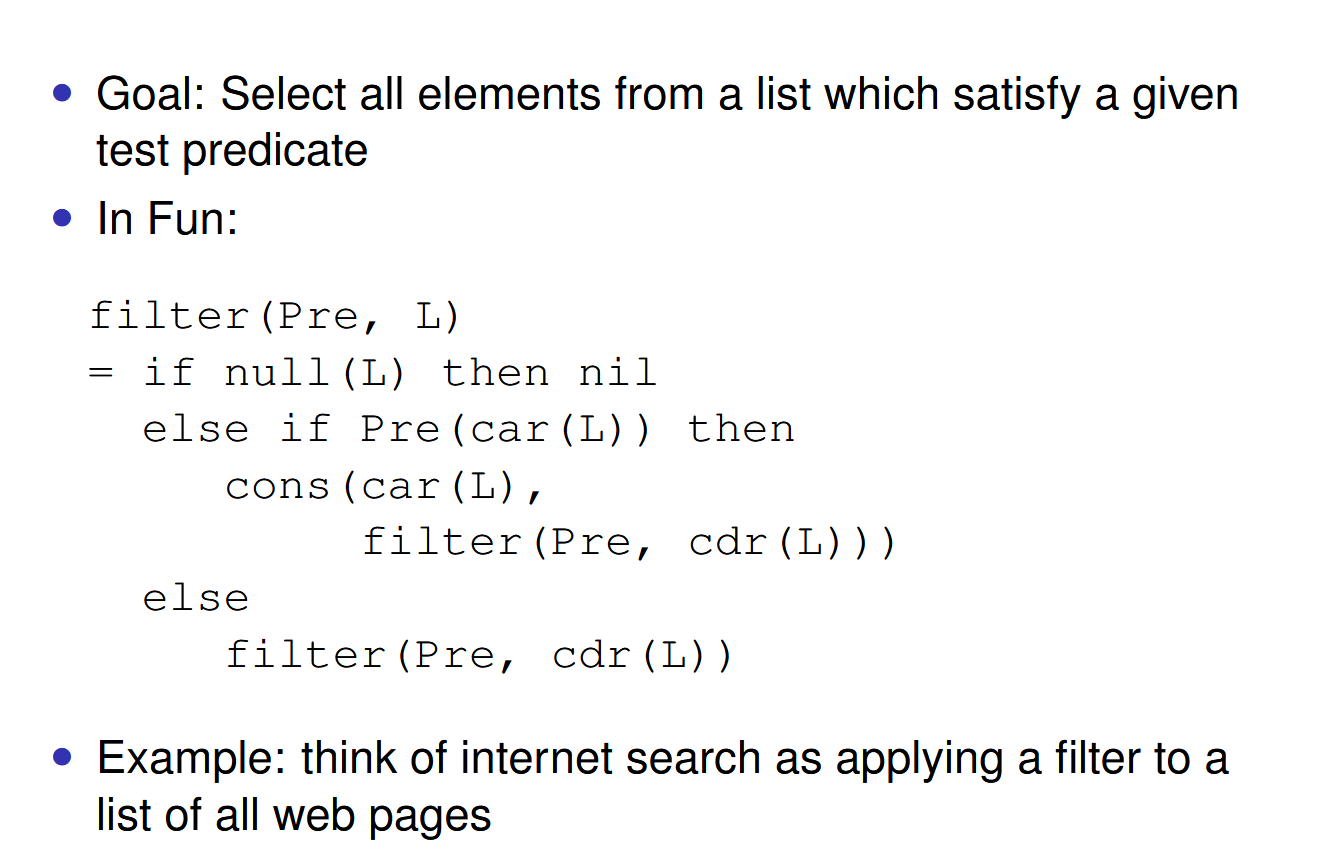 • Goal: Select all elements from a list which satisfy a given
test predicate
• In Fun:
filter(Pre, L)
= if null(L) then nil
else if Pre(car(L)) then
cons(car(L),
filter(Pre, cdr(L)))
else
filter(Pre, cdr(L))
• Example: think of internet search as applying a filter to a
list of all web pages